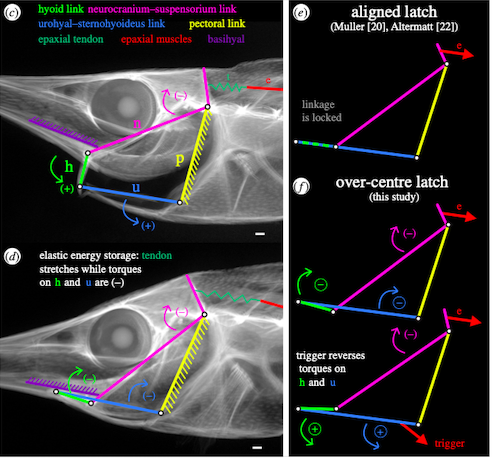 (c) hyoid link neurocranium–suspensorium link
urohyal–sternohyoideus link pectoral link
epaxial tendon epaxial muscles basihyal
t e
n (–)
h p
u
(+)
(+)
(d) elastic energy storage: tendon
stretches while torques
on h and u are (–)
(–)
(–)
(–)
(e) aligned latch
(Muller [20], Altermatt [22])
e
linkage
is locked
(f) over-centre latch
(this study)
(–) e
(–) (–)
e
trigger reverses (–)
torques on
h and u
(+) (+)
trigger